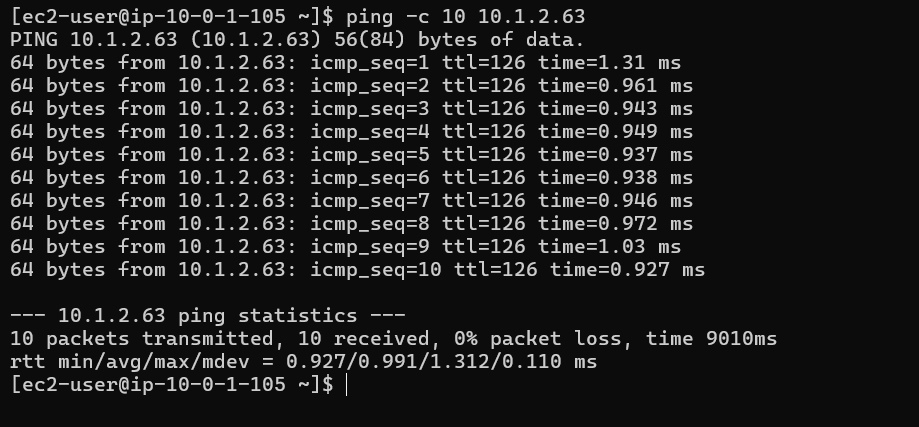 [ec2-user@ip-10-0-1-105 ~]$ ping -c 10 10.1.2.63
PING 10.1.2.63 (10.1.2.63) 56(84) bytes of data.
64 bytes from 10.1.2.63: icmp_seq=1 ttl=126 time=1.31 ms
64 bytes from 10.1.2.63: icmp_seq=2 ttl=126 time=0.961 ms
64 bytes from 10.1.2.63: icmp_seq=3 ttl=126 time=0.943 ms
64 bytes from 10.1.2.63: icmp_seq=4 ttl=126 time=0.949 ms
64 bytes from 10.1.2.63: icmp_seq=5 ttl=126 time=0.937 ms
64 bytes from 10.1.2.63: icmp_seq=6 ttl=126 time=0.938 ms
64 bytes from 10.1.2.63: icmp_seq=7 ttl=126 time=0.946 ms
64 bytes from 10.1.2.63: icmp_seq=8 ttl=126 time=0.972 ms
64 bytes from 10.1.2.63: icmp_seq=9 ttl=126 time=1.03 ms
64 bytes from 10.1.2.63: icmp_seq=10 ttl=126 time=0.927 ms

--- 10.1.2.63 ping statistics ---
10 packets transmitted, 10 received, 0% packet loss, time 9010ms
rtt min/avg/max/mdev = 0.927/0.991/1.312/0.110 ms
[ec2-user@ip-10-0-1-105 ~]$